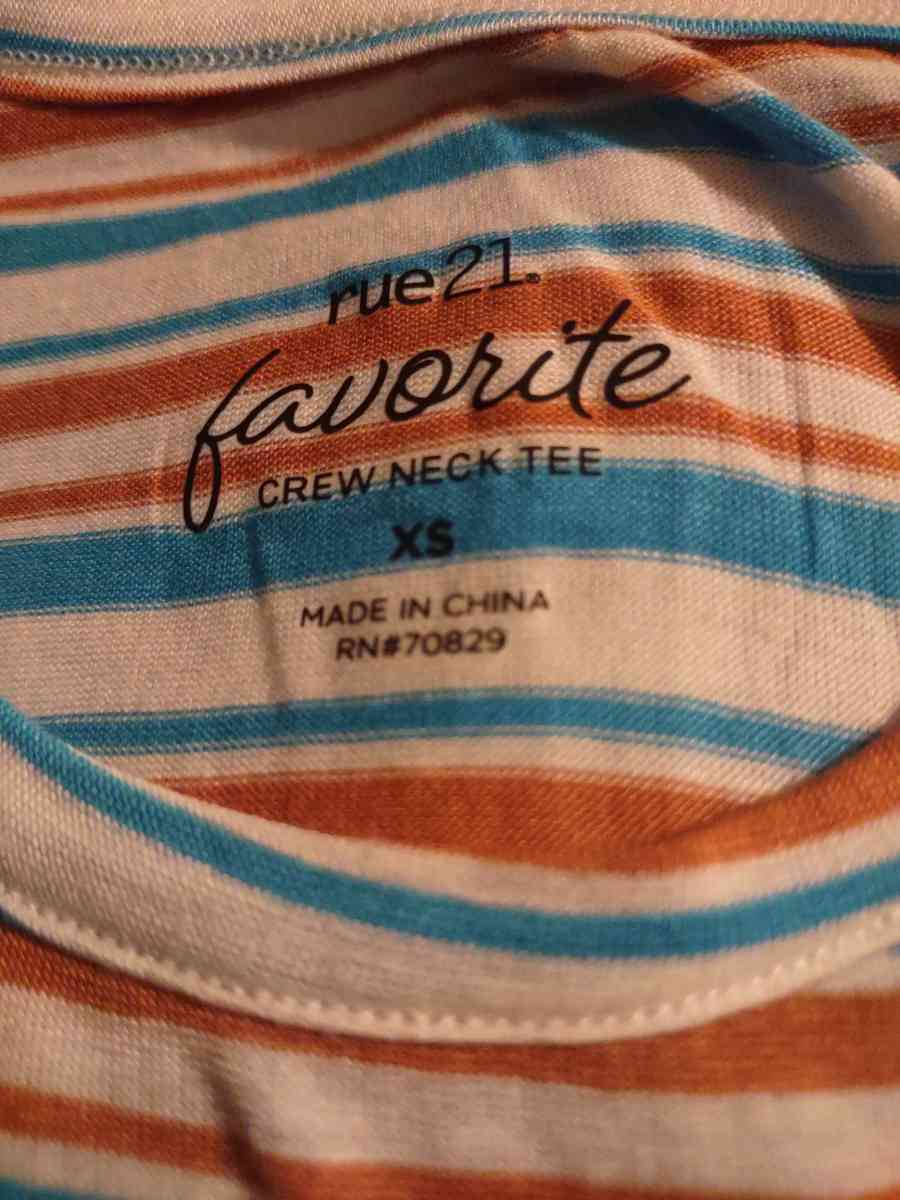 rue21.
favorite
CREW NECK TEE
XS
MADE IN CHINA
RN#70829